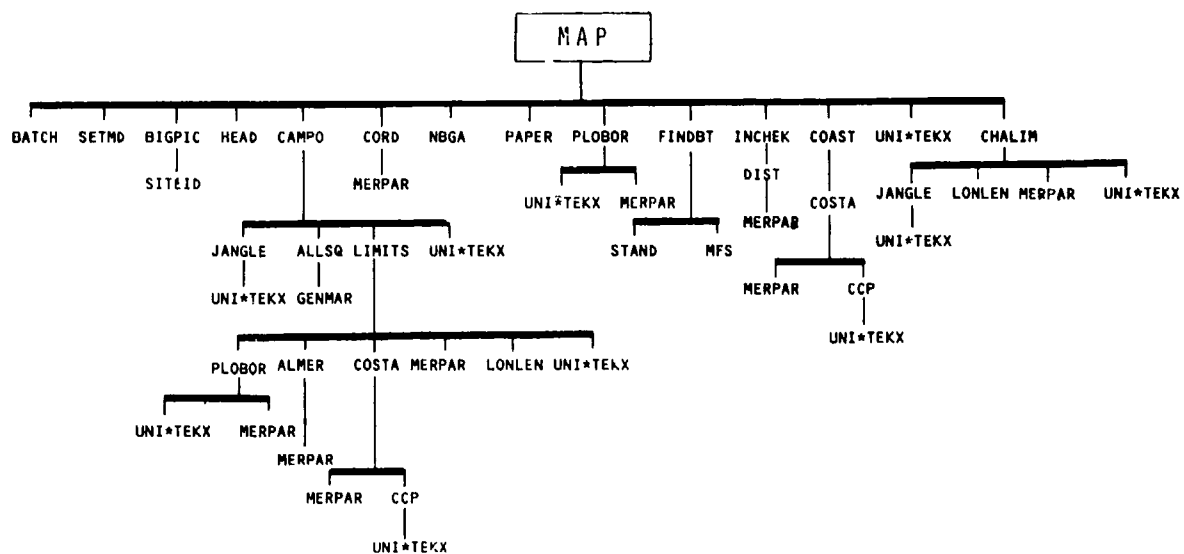 MAP
BATCH SETMD BIGPIC HEAD CAMPO CORD NBGA PAPER PLOBOR FINDBT INCHEK COAST UNI*TEKX CHALIM
SITEID MERPAR UNI*TEKX MERPAR DIST COSTA JANGLE LONLEN MERPAR UNI*TEKX
JANGLE ALLSQ LIMITS UNI*TEKX STAND MFS MERPAR UNI*TEKX
UNI*TEKX GENMAR MERPAR CCP
UNI*TEKX
PLOBOR ALMER COSTA MERPAR LONLEN UNI*TEKX
UNI*TEKX MERPAR
MERPAR
MERPAR CCP
UNI*TEKX